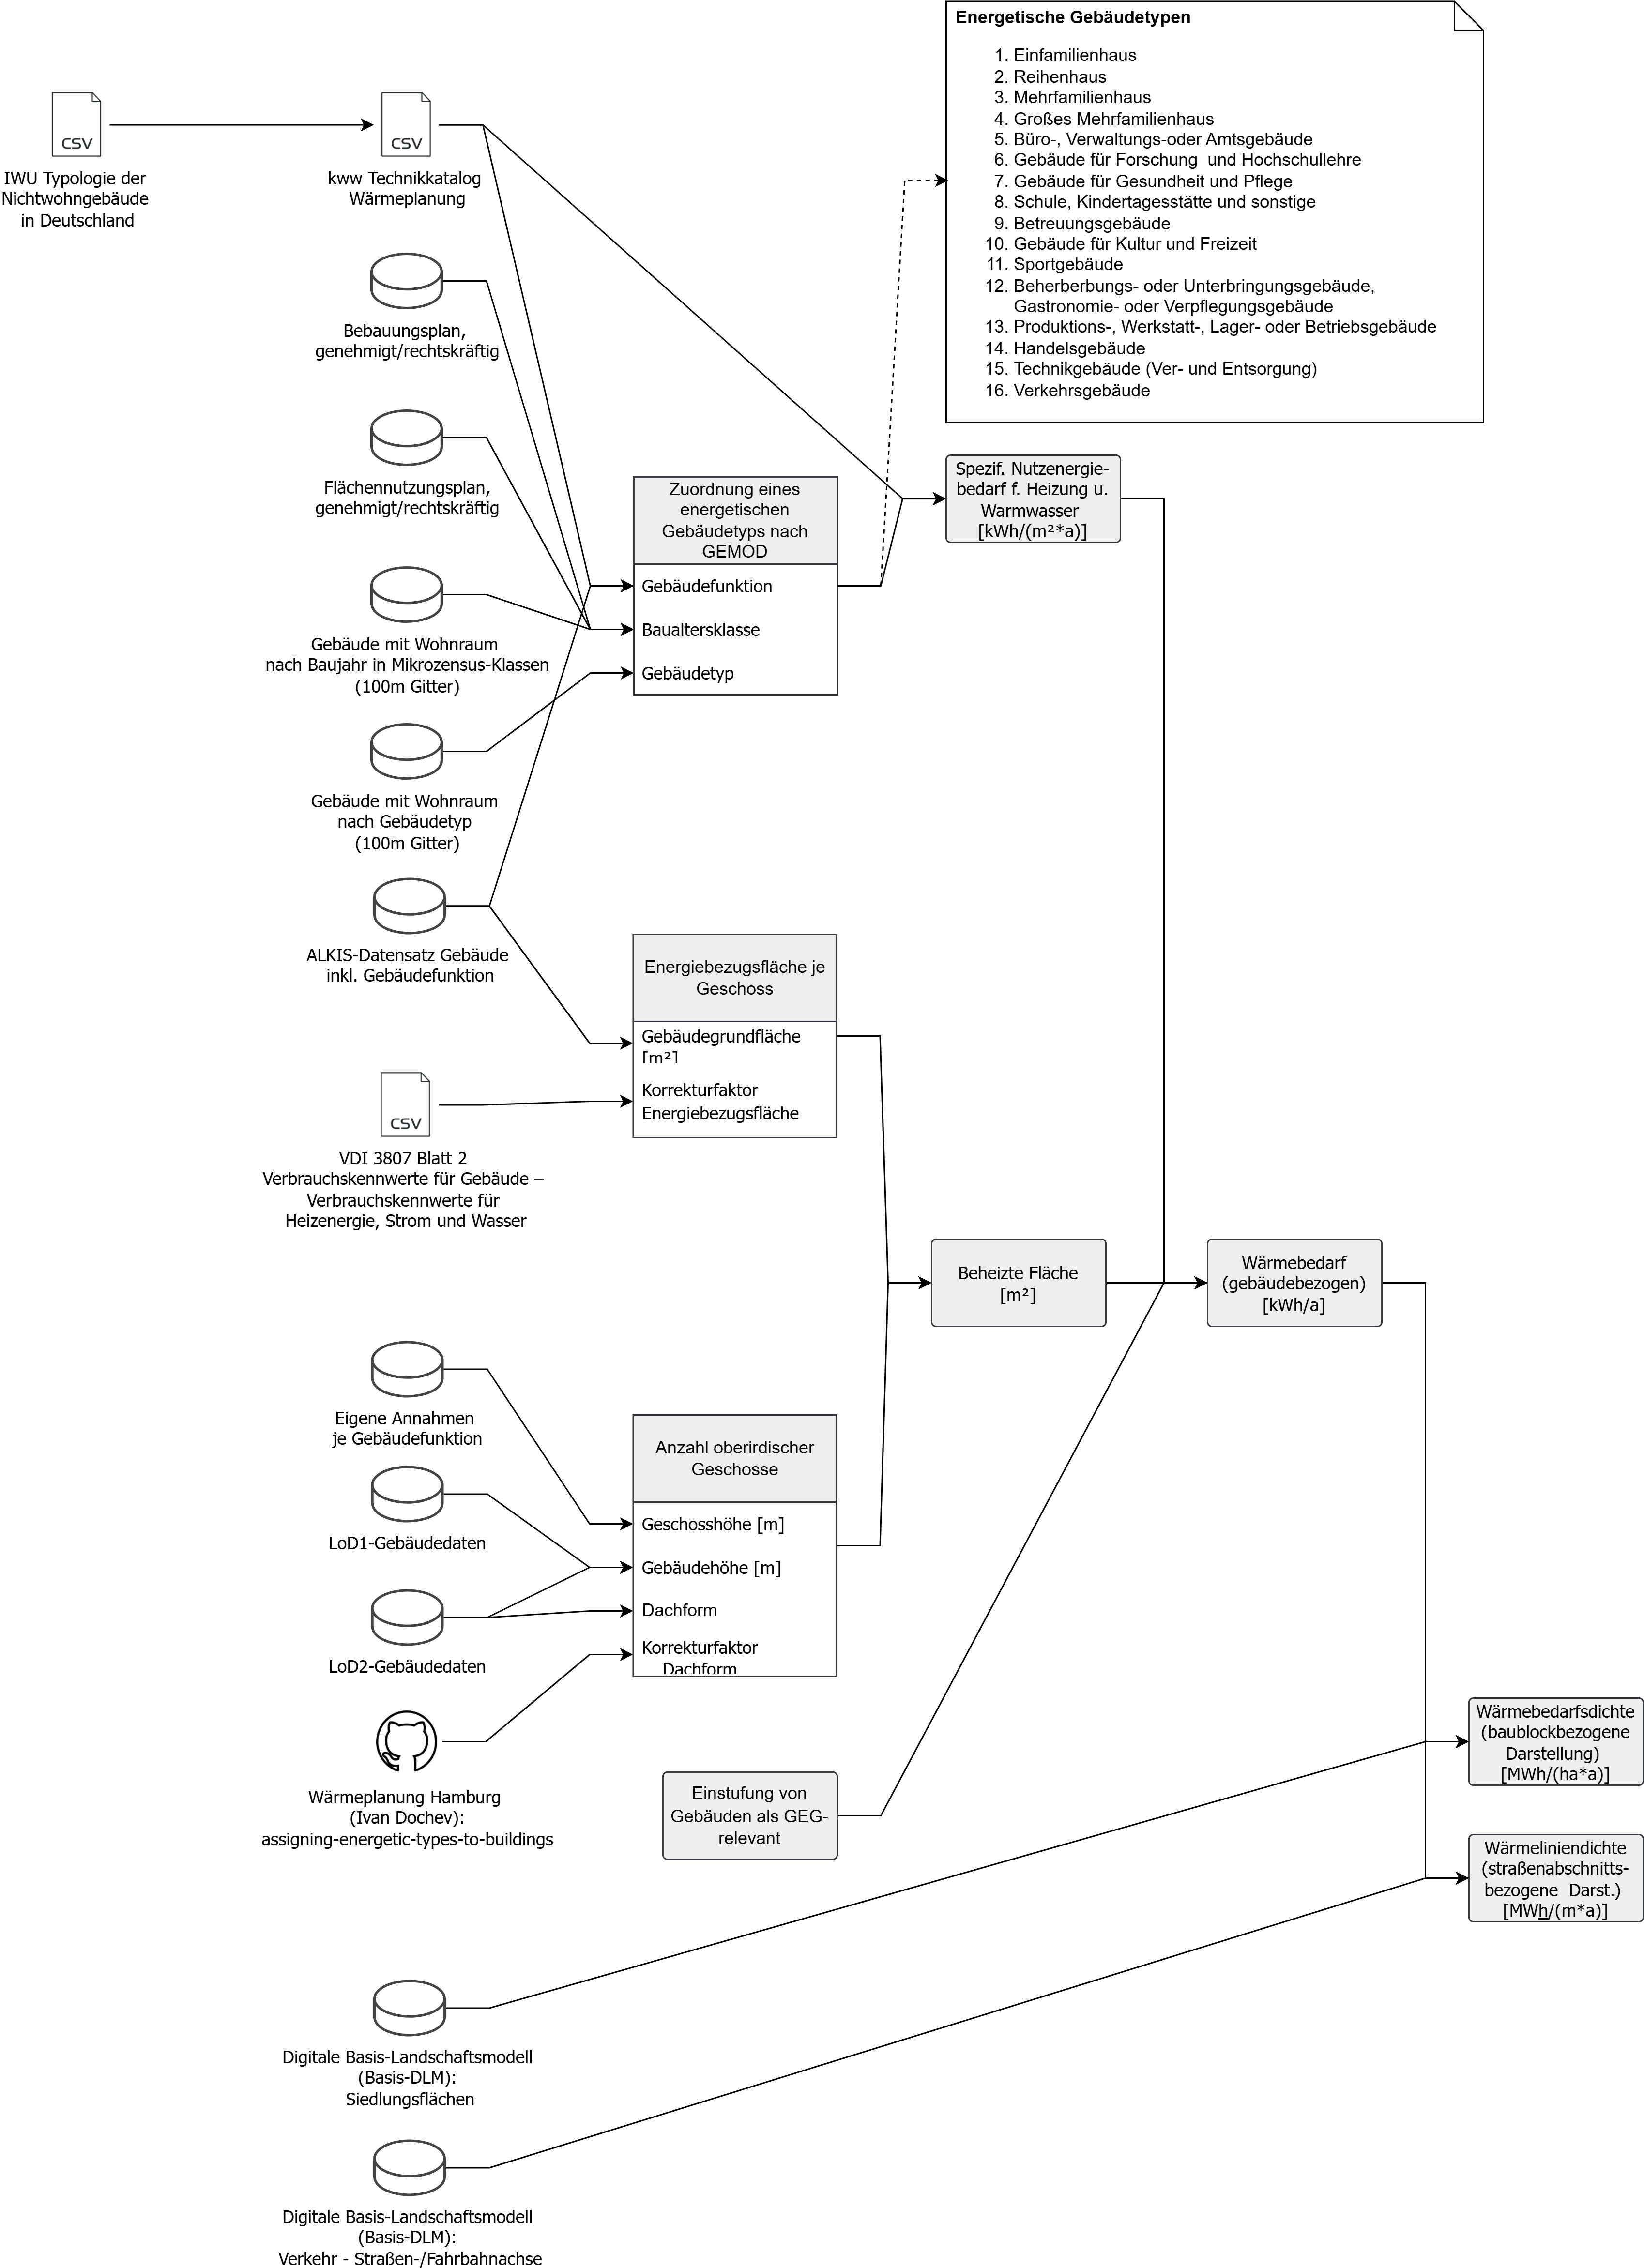 Energetische Gebäudetypen
1. Einfamilienhaus
2. Reihenhaus
3. Mehrfamilienhaus
4. Großes Mehrfamilienhaus
5. Büro-, Verwaltungs-oder Amtsgebäude
6. Gebäude für Forschung  und Hochschullehre
7. Gebäude für Gesundheit und Pflege
8. Schule, Kindertagesstätte und sonstige
9. Betreuungsgebäude
10. Gebäude für Kultur und Freizeit
11. Sportgebäude
12. Beherberbungs- oder Unterbringungsgebäude,
Gastronomie- oder Verpflegungsgebäude
13. Produktions-, Werkstatt-, Lager- oder Betriebsgebäude
14. Handelsgebäude
15. Technikgebäude (Ver- und Entsorgung)
16. Verkehrsgebäude
CSV
IWU Typologie der
Nichtwohngebäude
in Deutschland
CSV
kww Technikkatalog
Wärmeplanung
Bebauungsplan,
genehmigt/rechtskräftig
Flächennutzungsplan,
genehmigt/rechtskräftig
Gebäude mit Wohnraum
nach Baujahr in Mikrozensus-Klassen
(100m Gitter)
Gebäude mit Wohnraum
nach Gebäudetyp
(100m Gitter)
ALKIS-Datensatz Gebäude
inkl. Gebäudefunktion
CSV
VDI 3807 Blatt 2
Verbrauchskennwerte für Gebäude –
Verbrauchskennwerte für
Heizenergie, Strom und Wasser
Eigene Annahmen
je Gebäudefunktion
LoD1-Gebäudedaten
LoD2-Gebäudedaten
Wärmeplanung Hamburg
(Ivan Dochev):
assigning-energetic-types-to-buildings
Digitale Basis-Landschaftsmodell
(Basis-DLM):
Siedlungsflächen
Digitale Basis-Landschaftsmodell
(Basis-DLM):
Verkehr - Straßen-/Fahrbahnachse
Zuordnung eines
energetischen
Gebäudetyps nach
GEMOD
Gebäudefunktion
Baualtersklasse
Gebäudetyp
Energiebezugsfläche je
Geschoss
Gebäudegrundfläche
[m²]
Korrekturfaktor
Energiebezugsfläche
Anzahl oberirdischer
Geschosse
Geschosshöhe [m]
Gebäudehöhe [m]
Dachform
Korrekturfaktor
Dachform
Einstufung von
Gebäuden als GEG-
relevant
Spezif. Nutzenergie-
bedarf f. Heizung u.
Warmwasser
[kWh/(m²*a)]
Beheizte Fläche
[m²]
Wärmebedarf
(gebäudebezogen)
[kWh/a]
Wärmebedarfsdichte
(baublockbezogene
Darstellung)
[MWh/(ha*a)]
Wärmeliniendichte
(straßenabschnitts-
bezogene  Darst.)
[MWh/(m*a)]